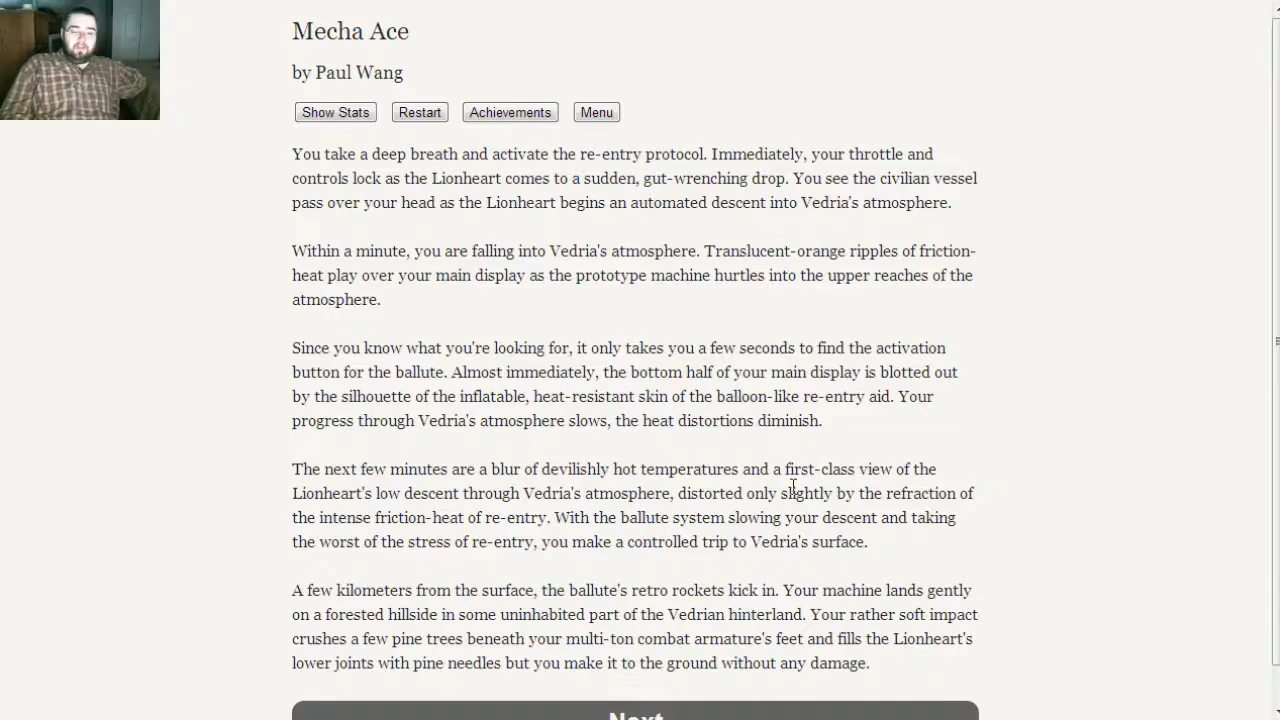 Mecha Ace
by Paul Wang
Show Stats Restart Achievements Menu
You take a deep breath and activate the re-entry protocol. Immediately, your throttle and
controls lock as the Lionheart comes to a sudden, gut-wrenching drop. You see the civilian vessel
pass over your head as the Lionheart begins an automated descent into Vedria's atmosphere.
Within a minute, you are falling into Vedria's atmosphere. Translucent-orange ripples of friction-
heat play over your main display as the prototype machine hurtles into the upper reaches of the
atmosphere.
Since you know what you're looking for, it only takes you a few seconds to find the activation
button for the ballute. Almost immediately, the bottom half of your main display is blotted out
by the silhouette of the inflatable, heat-resistant skin of the balloon-like re-entry aid. Your
progress through Vedria's atmosphere slows, the heat distortions diminish.
The next few minutes are a blur of devilishly hot temperatures and a first-class view of the
Lionheart's low descent through Vedria's atmosphere, distorted only slightly by the refraction of
the intense friction-heat of re-entry. With the ballute system slowing your descent and taking
the worst of the stress of re-entry, you make a controlled trip to Vedria's surface.
A few kilometers from the surface, the ballute's retro rockets kick in. Your machine lands gently
on a forested hillside in some uninhabited part of the Vedrian hinterland. Your rather soft impact
crushes a few pine trees beneath your multi-ton combat armature's feet and fills the Lionheart's
lower joints with pine needles but you make it to the ground without any damage.
Next